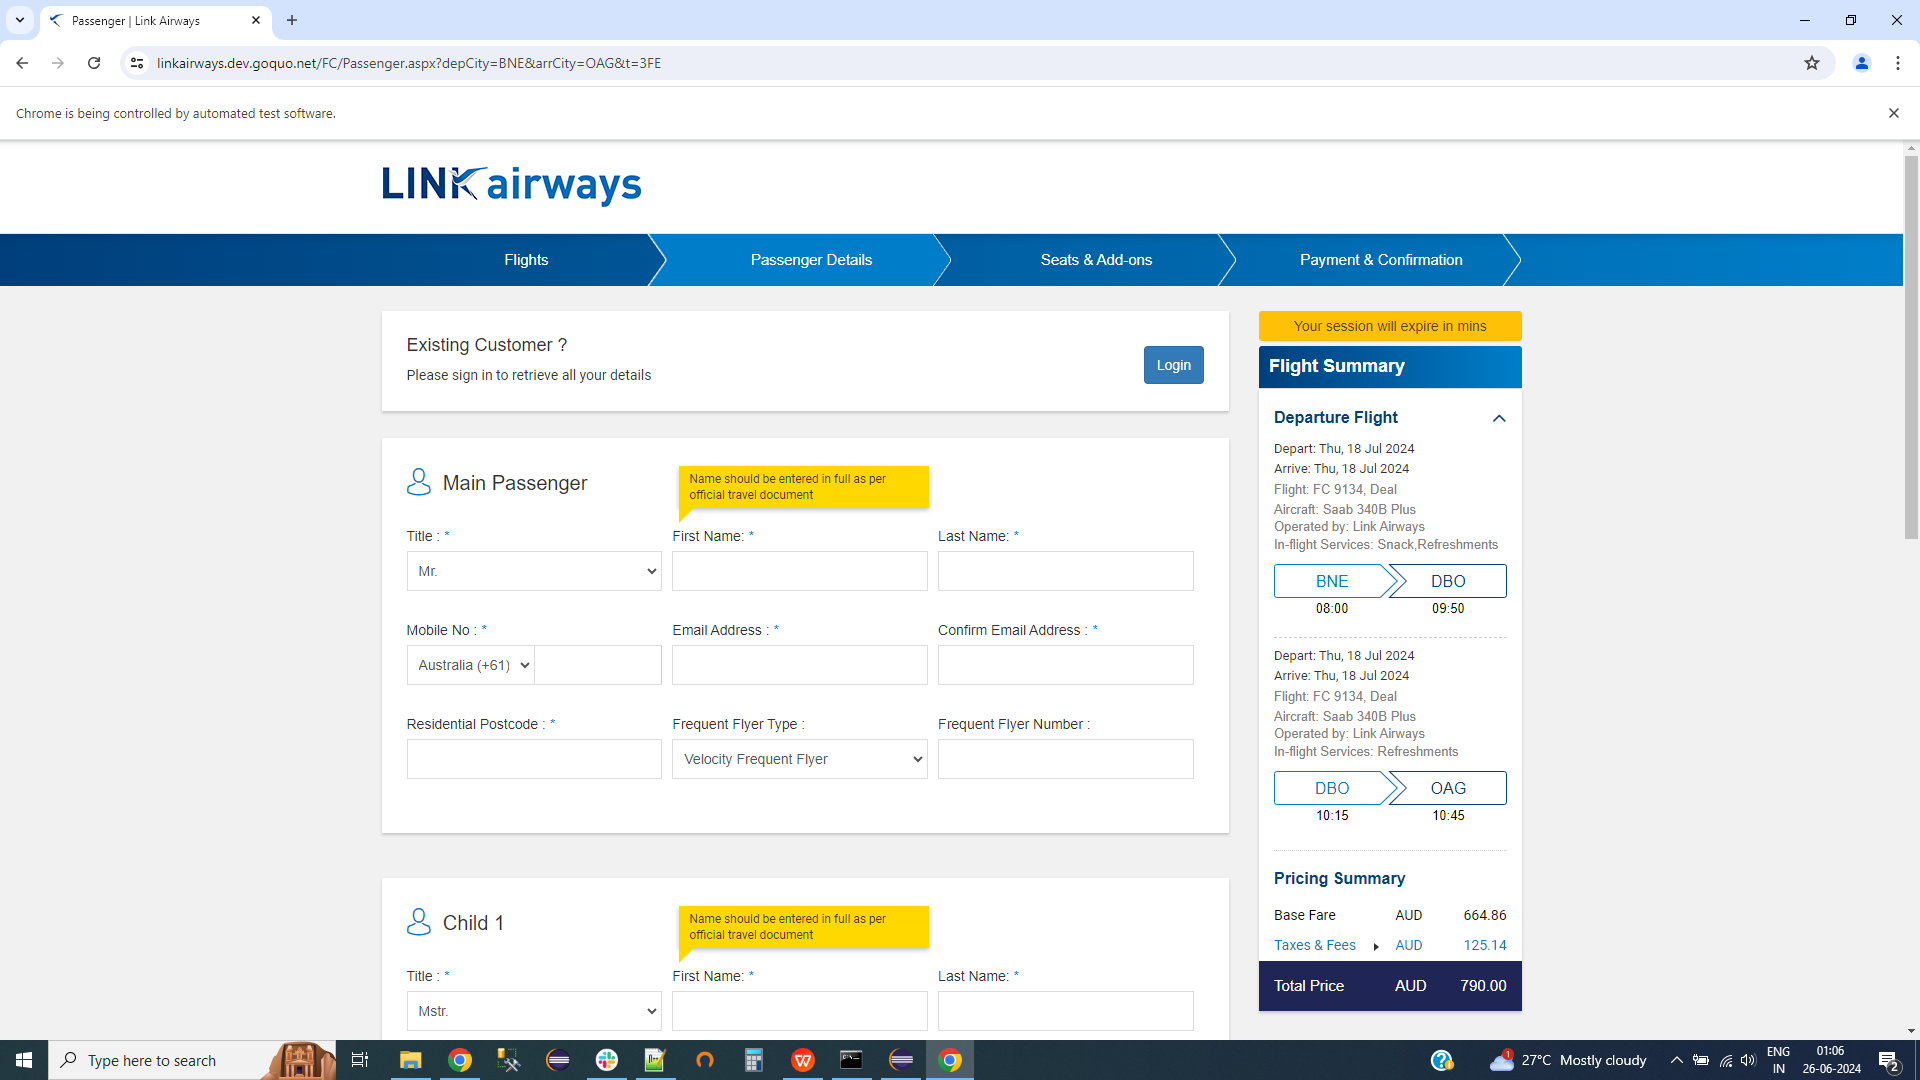 Passenger | Link Airways
linkairways.dev.goquo.net/FC/Passenger.aspx?depCity=BNE&arrCity=OAG&t=3FE
Chrome is being controlled by automated test software.
LINK airways
Flights
Passenger Details
Seats & Add-ons
Payment & Confirmation
Existing Customer ?
Please sign in to retrieve all your details
Login
Main Passenger
Name should be entered in full as per
official travel document
Title : *
First Name: *
Last Name: *
Mr.
Mobile No : *
Email Address : *
Confirm Email Address : *
Australia (+61)
Residential Postcode : *
Frequent Flyer Type :
Frequent Flyer Number :
Velocity Frequent Flyer
Child 1
Name should be entered in full as per
official travel document
Title : *
First Name: *
Last Name: *
Mstr.
Your session will expire in mins
Flight Summary
Departure Flight
Depart: Thu, 18 Jul 2024
Arrive: Thu, 18 Jul 2024
Flight: FC 9134, Deal
Aircraft: Saab 340B Plus
Operated by: Link Airways
In-flight Services: Snack,Refreshments
BNE DBO
08:00 09:50
Depart: Thu, 18 Jul 2024
Arrive: Thu, 18 Jul 2024
Flight: FC 9134, Deal
Aircraft: Saab 340B Plus
Operated by: Link Airways
In-flight Services: Refreshments
DBO OAG
10:15 10:45
Pricing Summary
Base Fare AUD 664.86
Taxes & Fees AUD 125.14
Total Price AUD 790.00
Type here to search
1
27°C Mostly cloudy
ENG
IN
01:06
26-06-2024
2